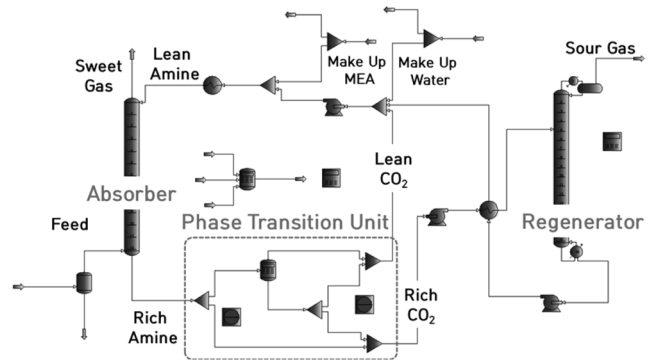 Sweet
Gas
Lean
Amine
Make Up
MEA
Make Up
Water
Sour Gas
Lean
CO₂
Absorber
Phase Transition Unit
Regenerator
Feed
Rich
Amine
Rich
CO₂